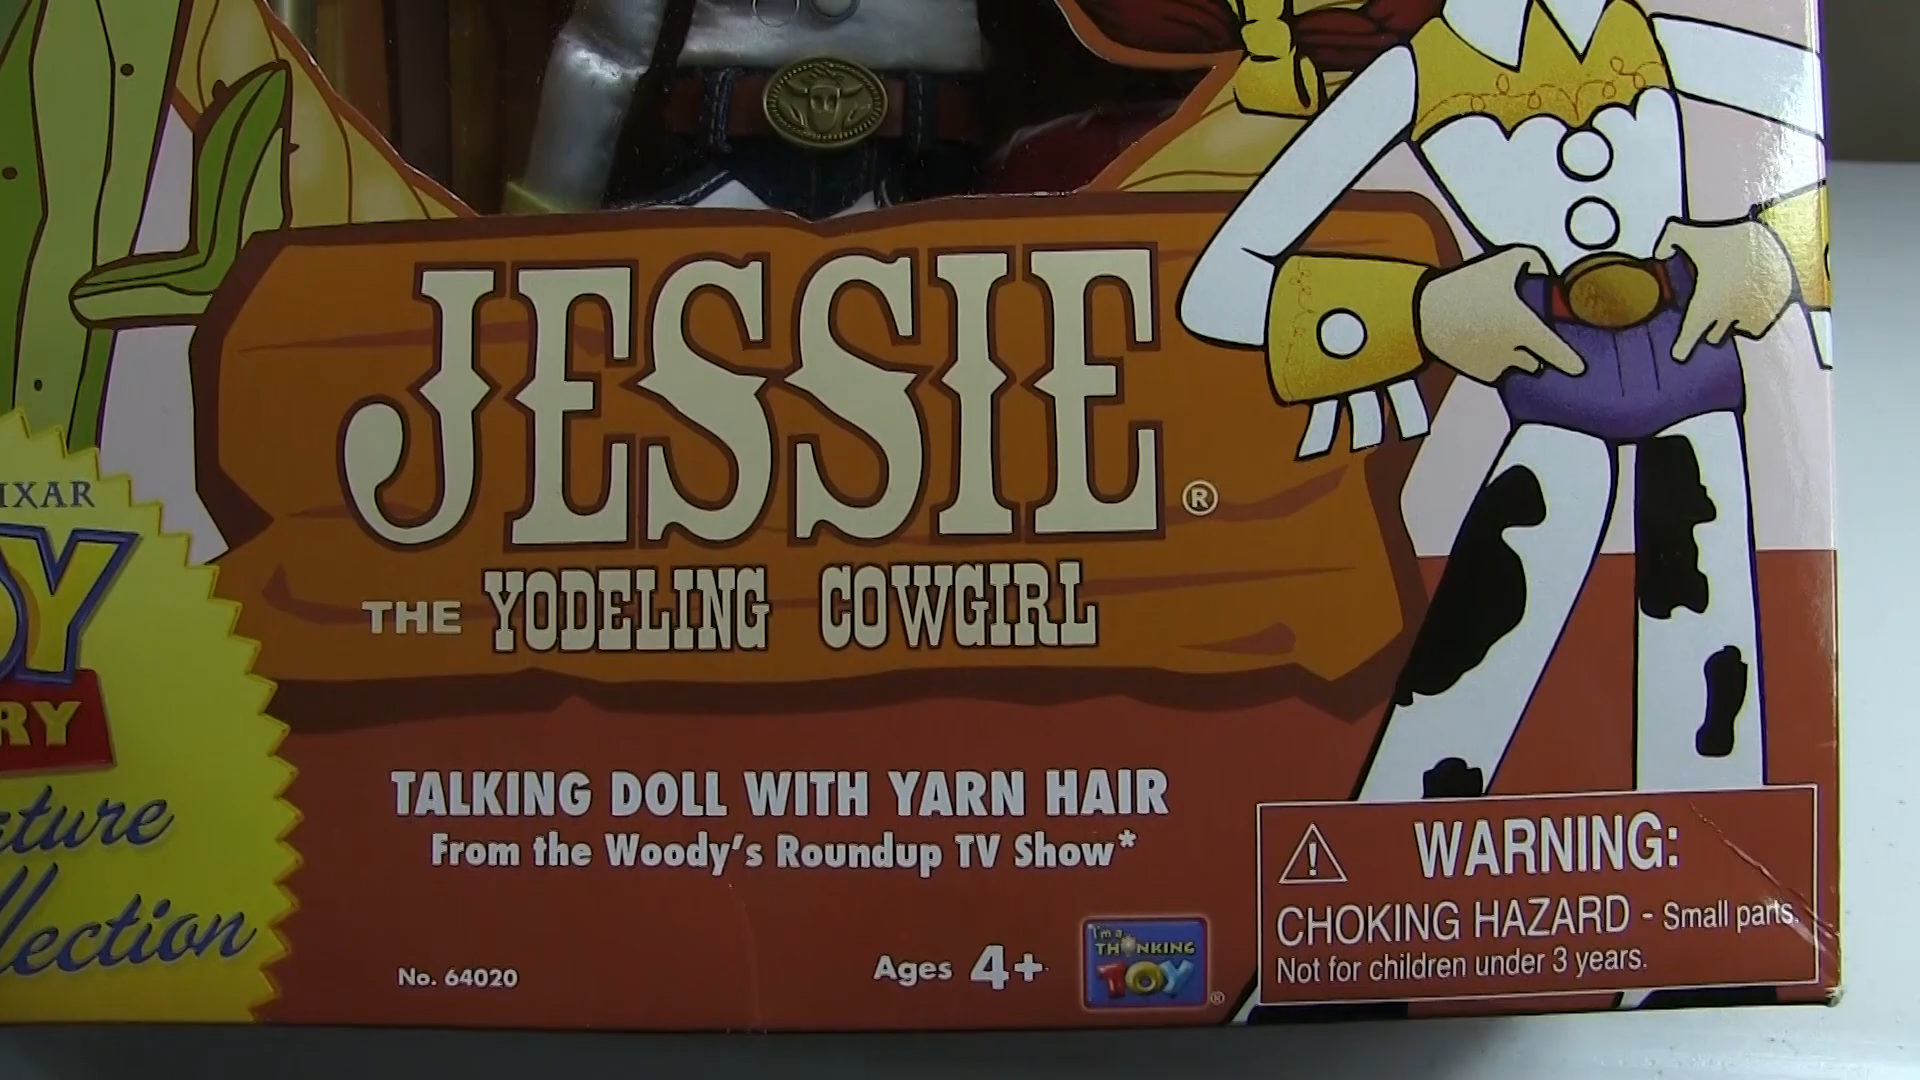 JESSIE®
THE YODELING COWGIRL
IXAR
OY
RY
ature
llection
TALKING DOLL WITH YARN HAIR
From the Woody's Roundup TV Show*
No. 64020
Ages 4+
I'm a
THINKING
TOY®
WARNING:
CHOKING HAZARD - Small parts.
Not for children under 3 years.